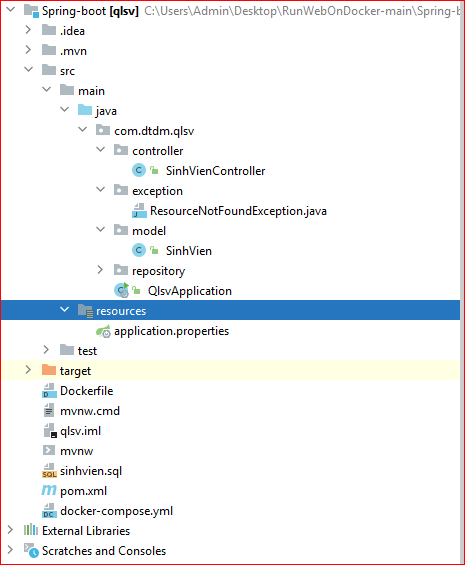 Spring-boot [qlsv] C:\Users\Admin\Desktop\RunWebOnDocker-main\Spring-b
.idea
.mvn
src
main
java
com.dtdm.qlsv
controller
SinhVienController
exception
ResourceNotFoundException.java
model
SinhVien
repository
QlsvApplication
resources
application.properties
test
target
Dockerfile
mvnw.cmd
qlsv.iml
mvnw
sinhvien.sql
pom.xml
docker-compose.yml
External Libraries
Scratches and Consoles